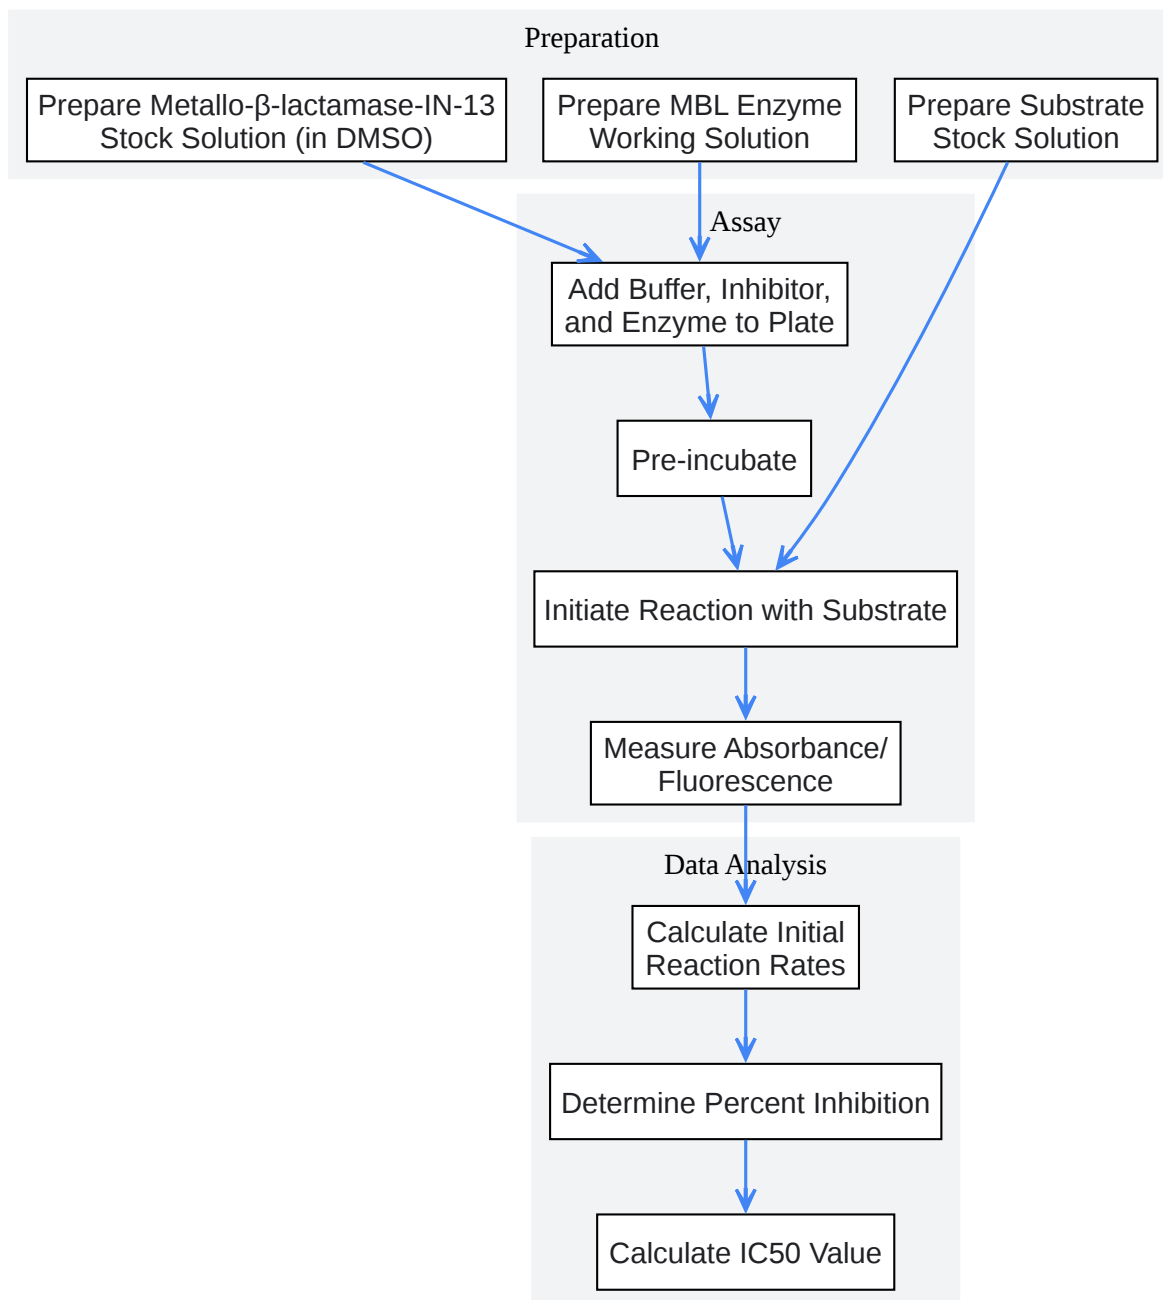 Preparation
Prepare Metallo-β-lactamase-IN-13
Stock Solution (in DMSO)
Prepare MBL Enzyme
Working Solution
Prepare Substrate
Stock Solution
Assay
Add Buffer, Inhibitor,
and Enzyme to Plate
Pre-incubate
Initiate Reaction with Substrate
Measure Absorbance/
Fluorescence
Data Analysis
Calculate Initial
Reaction Rates
Determine Percent Inhibition
Calculate IC50 Value